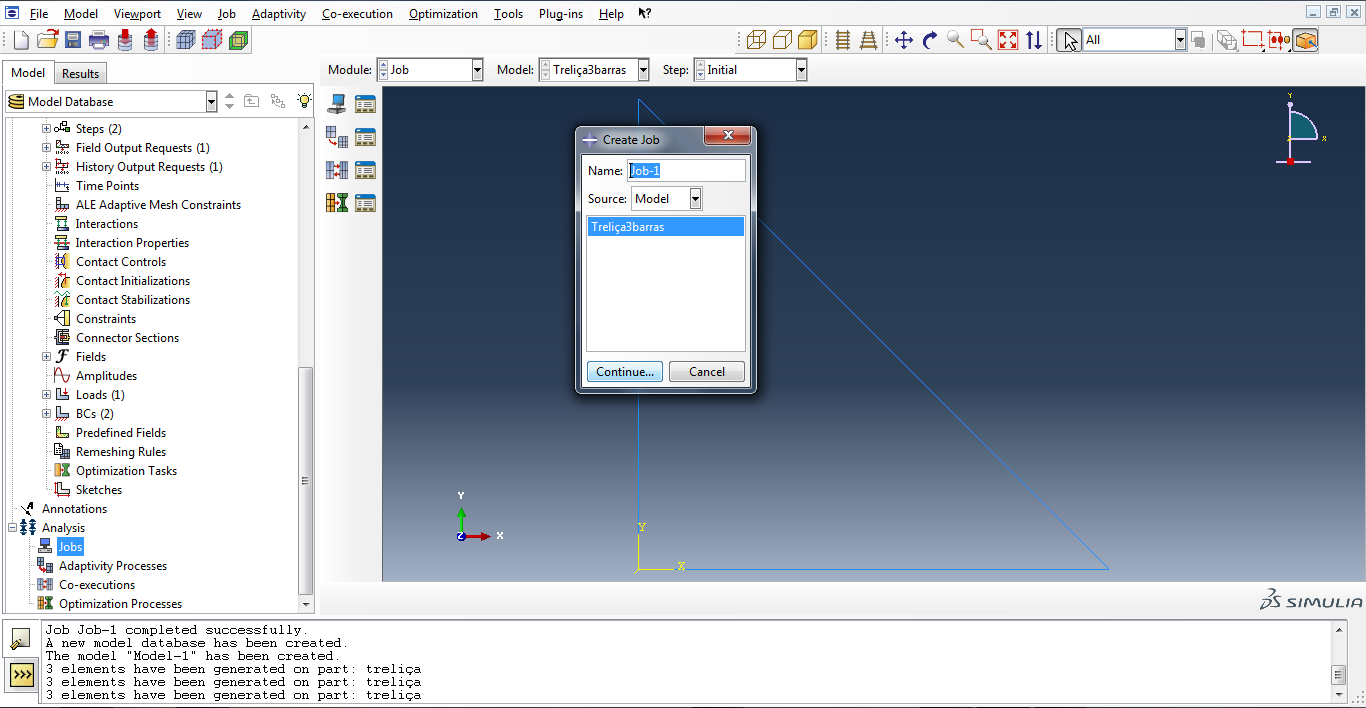 File Model Viewport View Job Adaptivity Co-execution Optimization Tools Plug-ins Help
All
Model Results
Module: Job Model: Treliça3barras Step: Initial
Model Database
Steps (2)
Field Output Requests (1)
History Output Requests (1)
Time Points
ALE Adaptive Mesh Constraints
Interactions
Interaction Properties
Contact Controls
Contact Initializations
Contact Stabilizations
Constraints
Connector Sections
Fields
Amplitudes
Loads (1)
BCs (2)
Predefined Fields
Remeshing Rules
Optimization Tasks
Sketches
Annotations
Analysis
Jobs
Adaptivity Processes
Co-executions
Optimization Processes
Create Job
Name: Job-1
Source: Model
Treliça3barras
Continue... Cancel
Y
X
Y
X
Z
Y
X
SIMULIA
Job Job-1 completed successfully.
A new model database has been created.
The model "Model-1" has been created.
3 elements have been generated on part: treliça
3 elements have been generated on part: treliça
3 elements have been generated on part: treliça